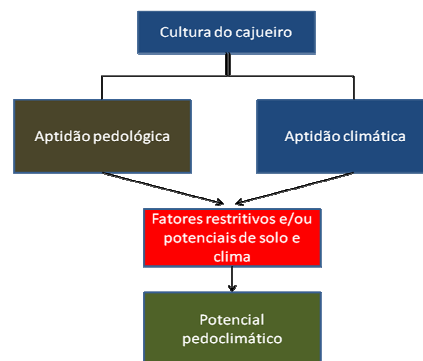 Cultura do cajueiro
Aptidão pedológica
Aptidão climática
Fatores restritivos e/ou
potenciais de solo e
clima
Potencial
pedoclimático